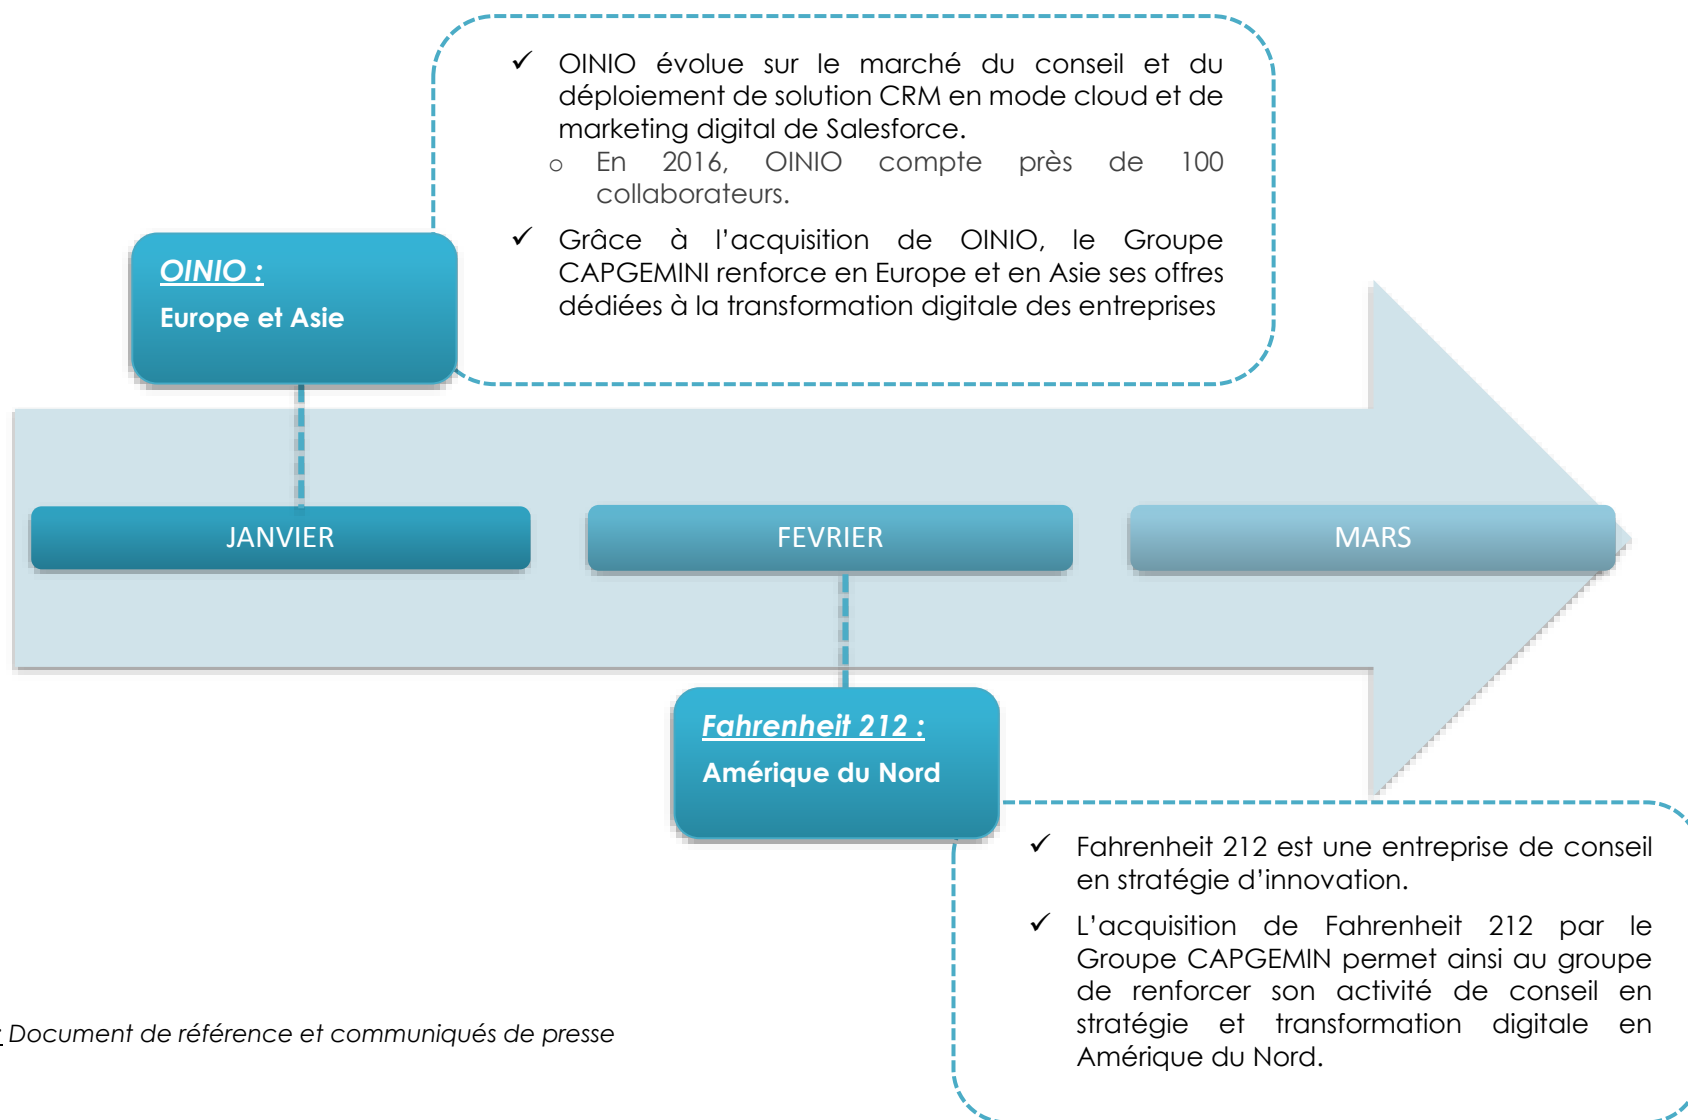 ✓ OINIO évolue sur le marché du conseil et du
déploiement de solution CRM en mode cloud et de
marketing digital de Salesforce.
o En 2016, OINIO compte près de 100
collaborateurs.
✓ Grâce à l’acquisition de OINIO, le Groupe
CAPGEMINI renforce en Europe et en Asie ses offres
dédiées à la transformation digitale des entreprises
OINIO :
Europe et Asie
JANVIER
FEVRIER
MARS
Fahrenheit 212 :
Amérique du Nord
✓ Fahrenheit 212 est une entreprise de conseil
en stratégie d’innovation.
✓ L’acquisition de Fahrenheit 212 par le
Groupe CAPGEMIN permet ainsi au groupe
de renforcer son activité de conseil en
stratégie et transformation digitale en
Amérique du Nord.
: Document de référence et communiqués de presse